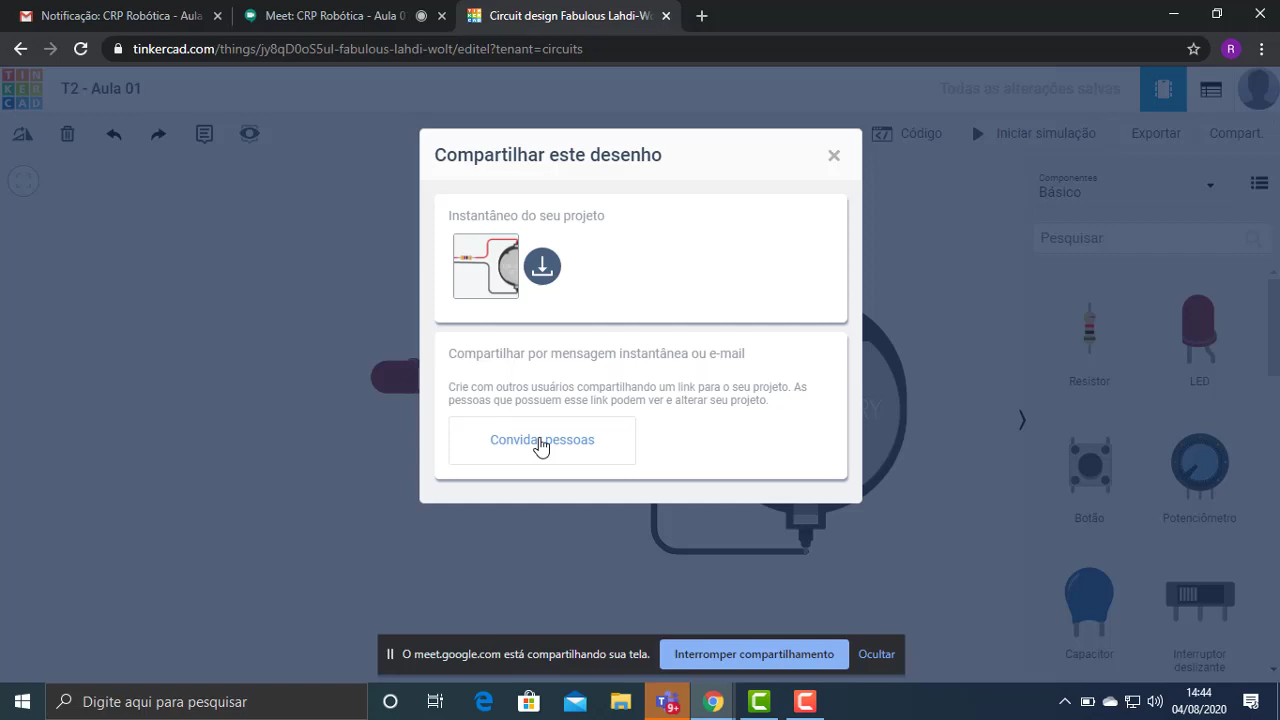 Notificação: CRP Robótica - Aula
Meet: CRP Robótica - Aula 0
Circuit design Fabulous Lahdi-Wo
tinkercad.com/things/jy8qD0oS5ul-fabulous-lahdi-wolt/editel?tenant=circuits
R
TIN
KER
CAD
T2 - Aula 01
Todas as alterações salvas
Código
Iniciar simulação
Exportar
Compart.
Compartilhar este desenho
Instantâneo do seu projeto
Compartilhar por mensagem instantânea ou e-mail
Crie com outros usuários compartilhando um link para o seu projeto. As
pessoas que possuem esse link podem ver e alterar seu projeto.
Convidar pessoas
Componentes
Básico
Pesquisar
Resistor
LED
Botão
Potenciômetro
Capacitor
Interruptor
deslizante
O meet.google.com está compartilhando sua tela.
Interromper compartilhamento
Ocultar
Digite aqui para pesquisar
9+
14:44
04/08/2020